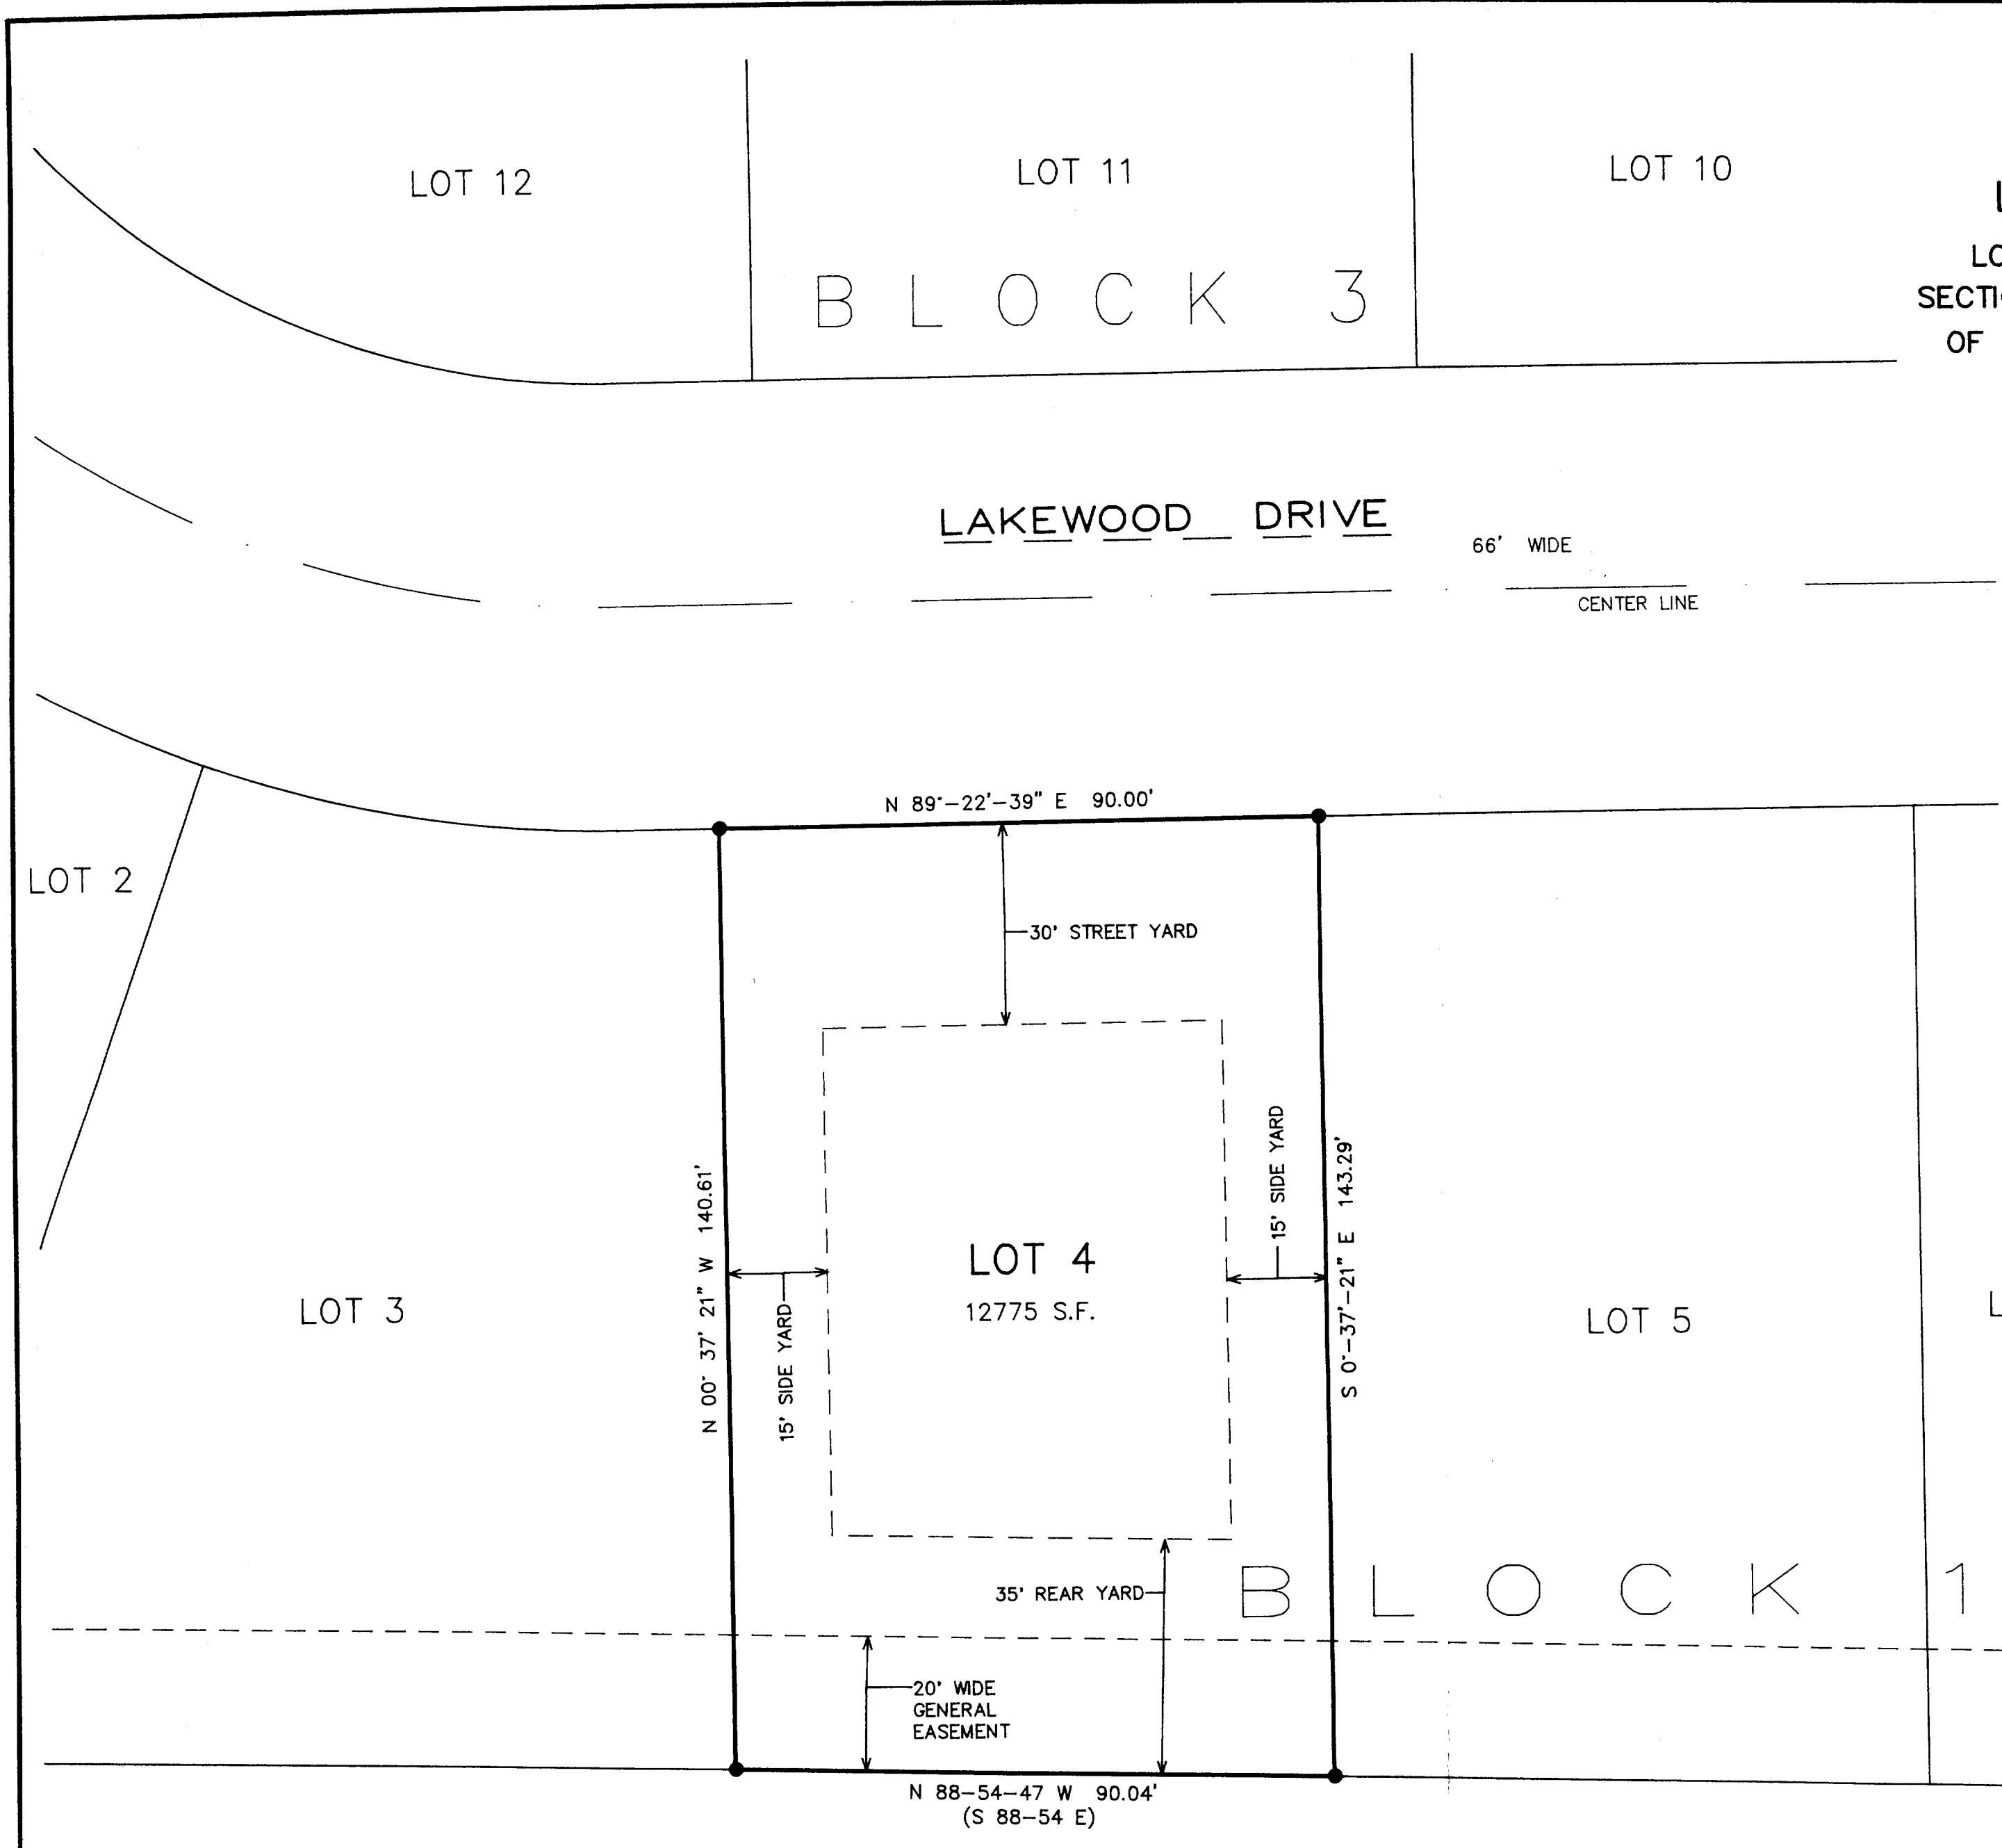 LOT 12
LOT 11
LOT 10
LO
SECTI
OF
B L O C K 3
LAKEWOOD DRIVE
66' WIDE
CENTER LINE
N 89°-22'-39" E 90.00'
LOT 2
30' STREET YARD
N 00° 37' 21" W 140.61'
15' SIDE YARD
LOT 4
12775 S.F.
15' SIDE YARD
S 0°-37'-21" E 143.29'
LOT 3
LOT 5
L
35' REAR YARD
B L O C K 1
20' WIDE
GENERAL
EASEMENT
N 88-54-47 W 90.04'
(S 88-54 E)